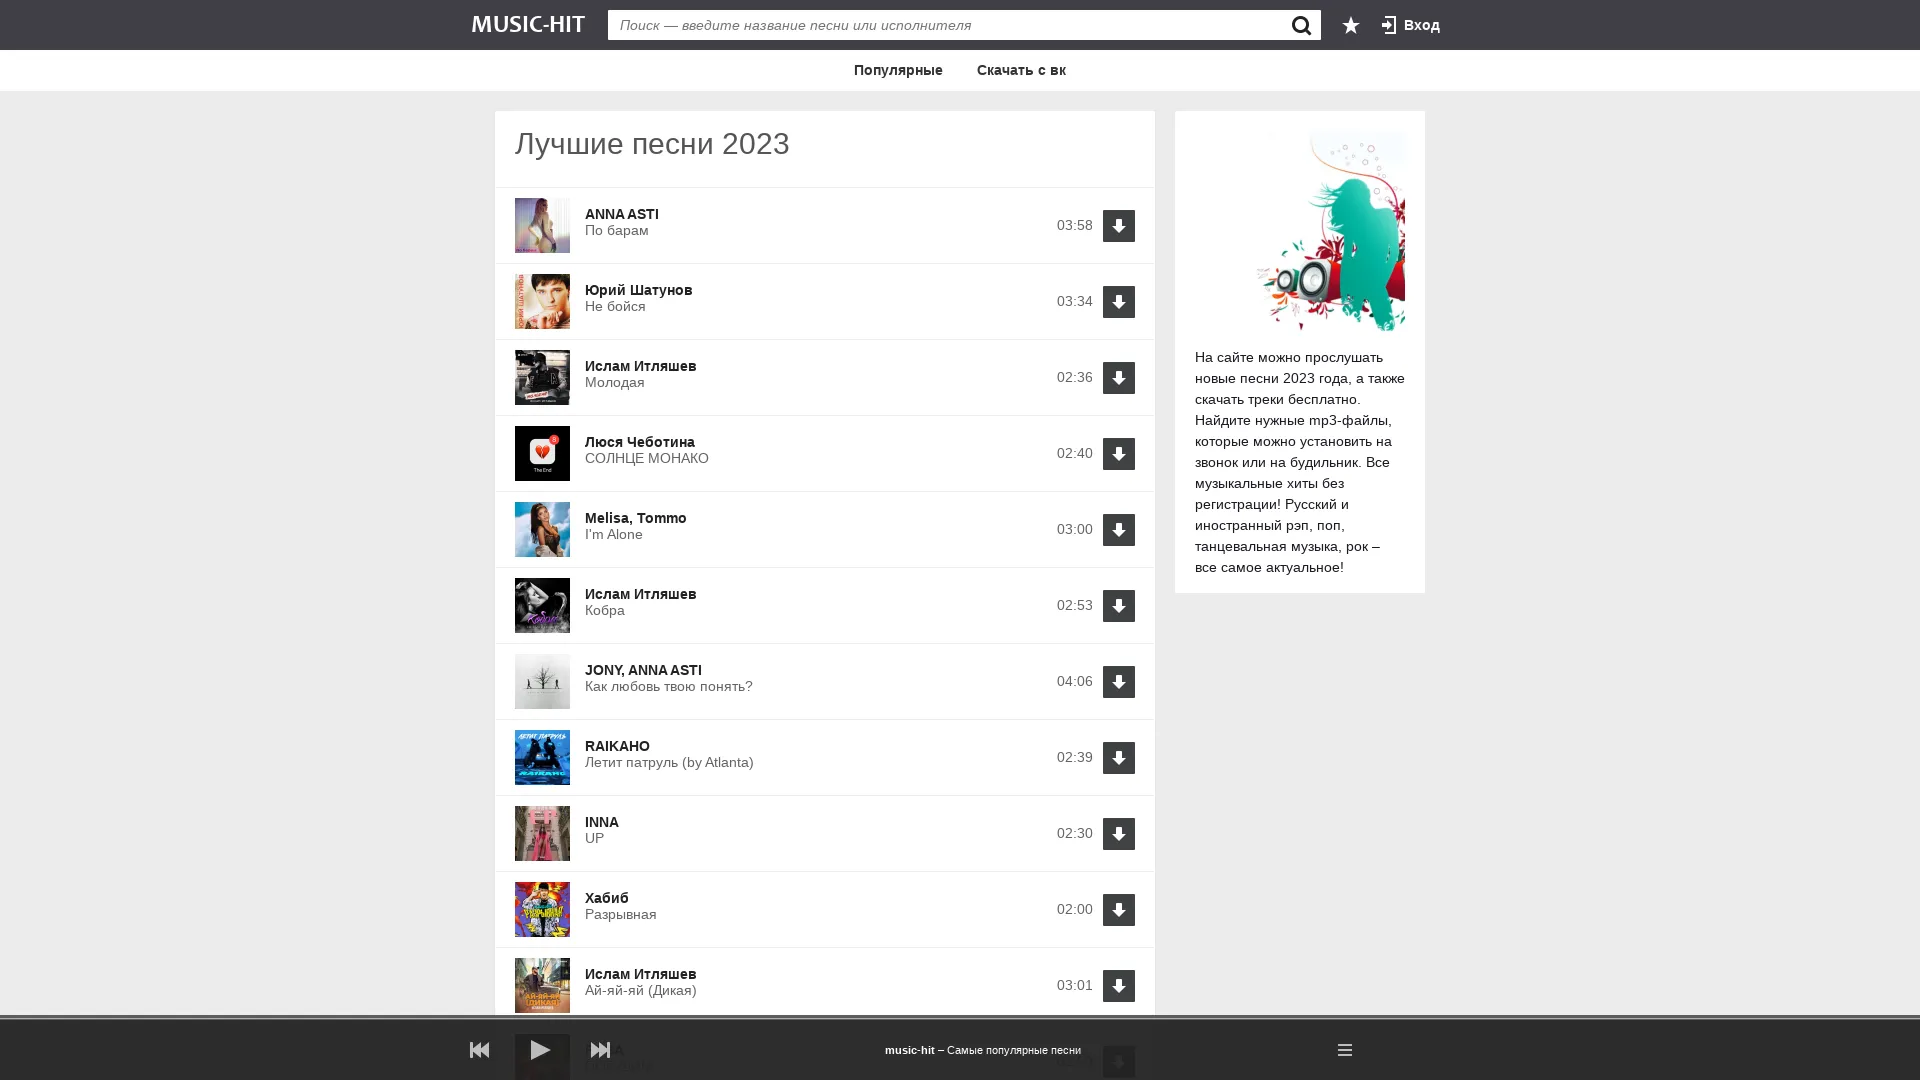 MUSIC-HIT
Поиск — введите название песни или исполнителя
Вход
Популярные
Скачать с вк
Лучшие песни 2023
ANNA ASTI
По барам
03:58
Юрий Шатунов
Не бойся
03:34
Ислам Итляшев
Молодая
02:36
Люся Чеботина
СОЛНЦЕ МОНАКО
02:40
Melisa, Tommo
I'm Alone
03:00
Ислам Итляшев
Кобра
02:53
JONY, ANNA ASTI
Как любовь твою понять?
04:06
RAIKAHO
Летит патруль (by Atlanta)
02:39
INNA
UP
02:30
Хабиб
Разрывная
02:00
Ислам Итляшев
Ай-яй-яй (Дикая)
03:01
На сайте можно прослушать
новые песни 2023 года, а также
скачать треки бесплатно.
Найдите нужные mp3-файлы,
которые можно установить на
звонок или на будильник. Все
музыкальные хиты без
регистрации! Русский и
иностранный рэп, поп,
танцевальная музыка, рок –
все самое актуальное!
music-hit – Самые популярные песни